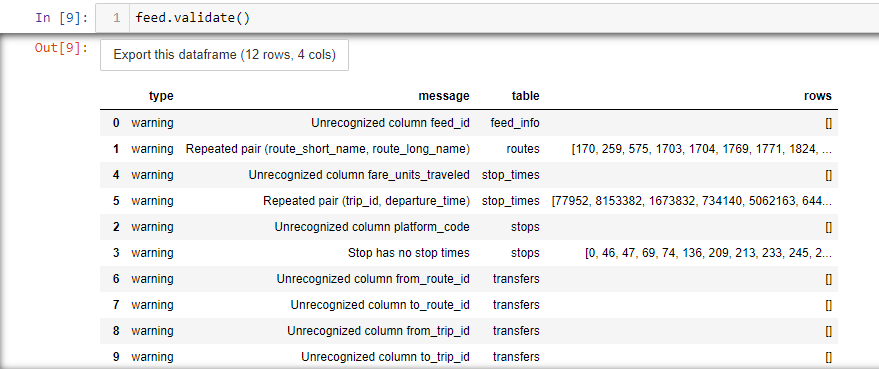 In [9]: 1 feed.validate()
Out[9]: Export this dataframe (12 rows, 4 cols)
type message table rows
0 warning Unrecognized column feed_id feed_info []
1 warning Repeated pair (route_short_name, route_long_name) routes [170, 259, 575, 1703, 1704, 1769, 1771, 1824, ...
4 warning Unrecognized column fare_units_traveled stop_times []
5 warning Repeated pair (trip_id, departure_time) stop_times [77952, 8153382, 1673832, 734140, 5062163, 644...
2 warning Unrecognized column platform_code stops []
3 warning Stop has no stop times stops [0, 46, 47, 69, 74, 136, 209, 213, 233, 245, 2...
6 warning Unrecognized column from_route_id transfers []
7 warning Unrecognized column to_route_id transfers []
8 warning Unrecognized column from_trip_id transfers []
9 warning Unrecognized column to_trip_id transfers []